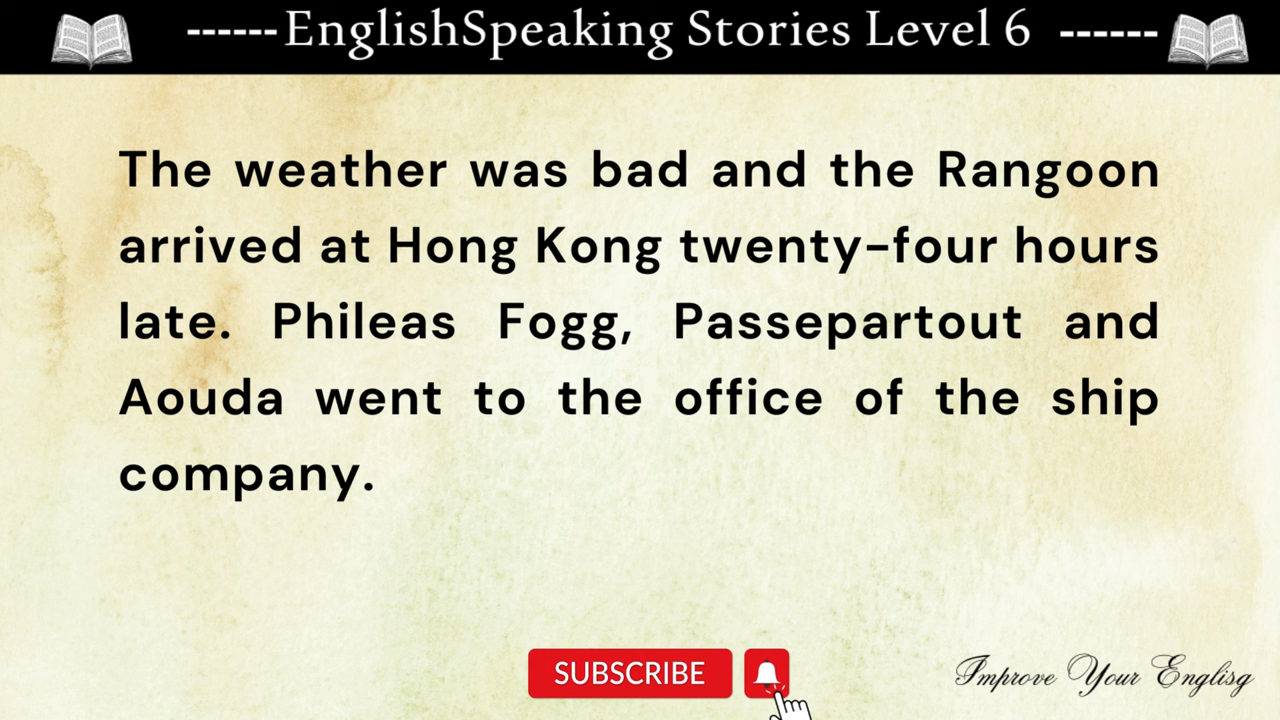 ------EnglishSpeaking Stories Level 6 ------
The weather was bad and the Rangoon
arrived at Hong Kong twenty-four hours
late. Phileas Fogg, Passepartout and
Aouda went to the office of the ship
company.
SUBSCRIBE
Improve Your Englisg